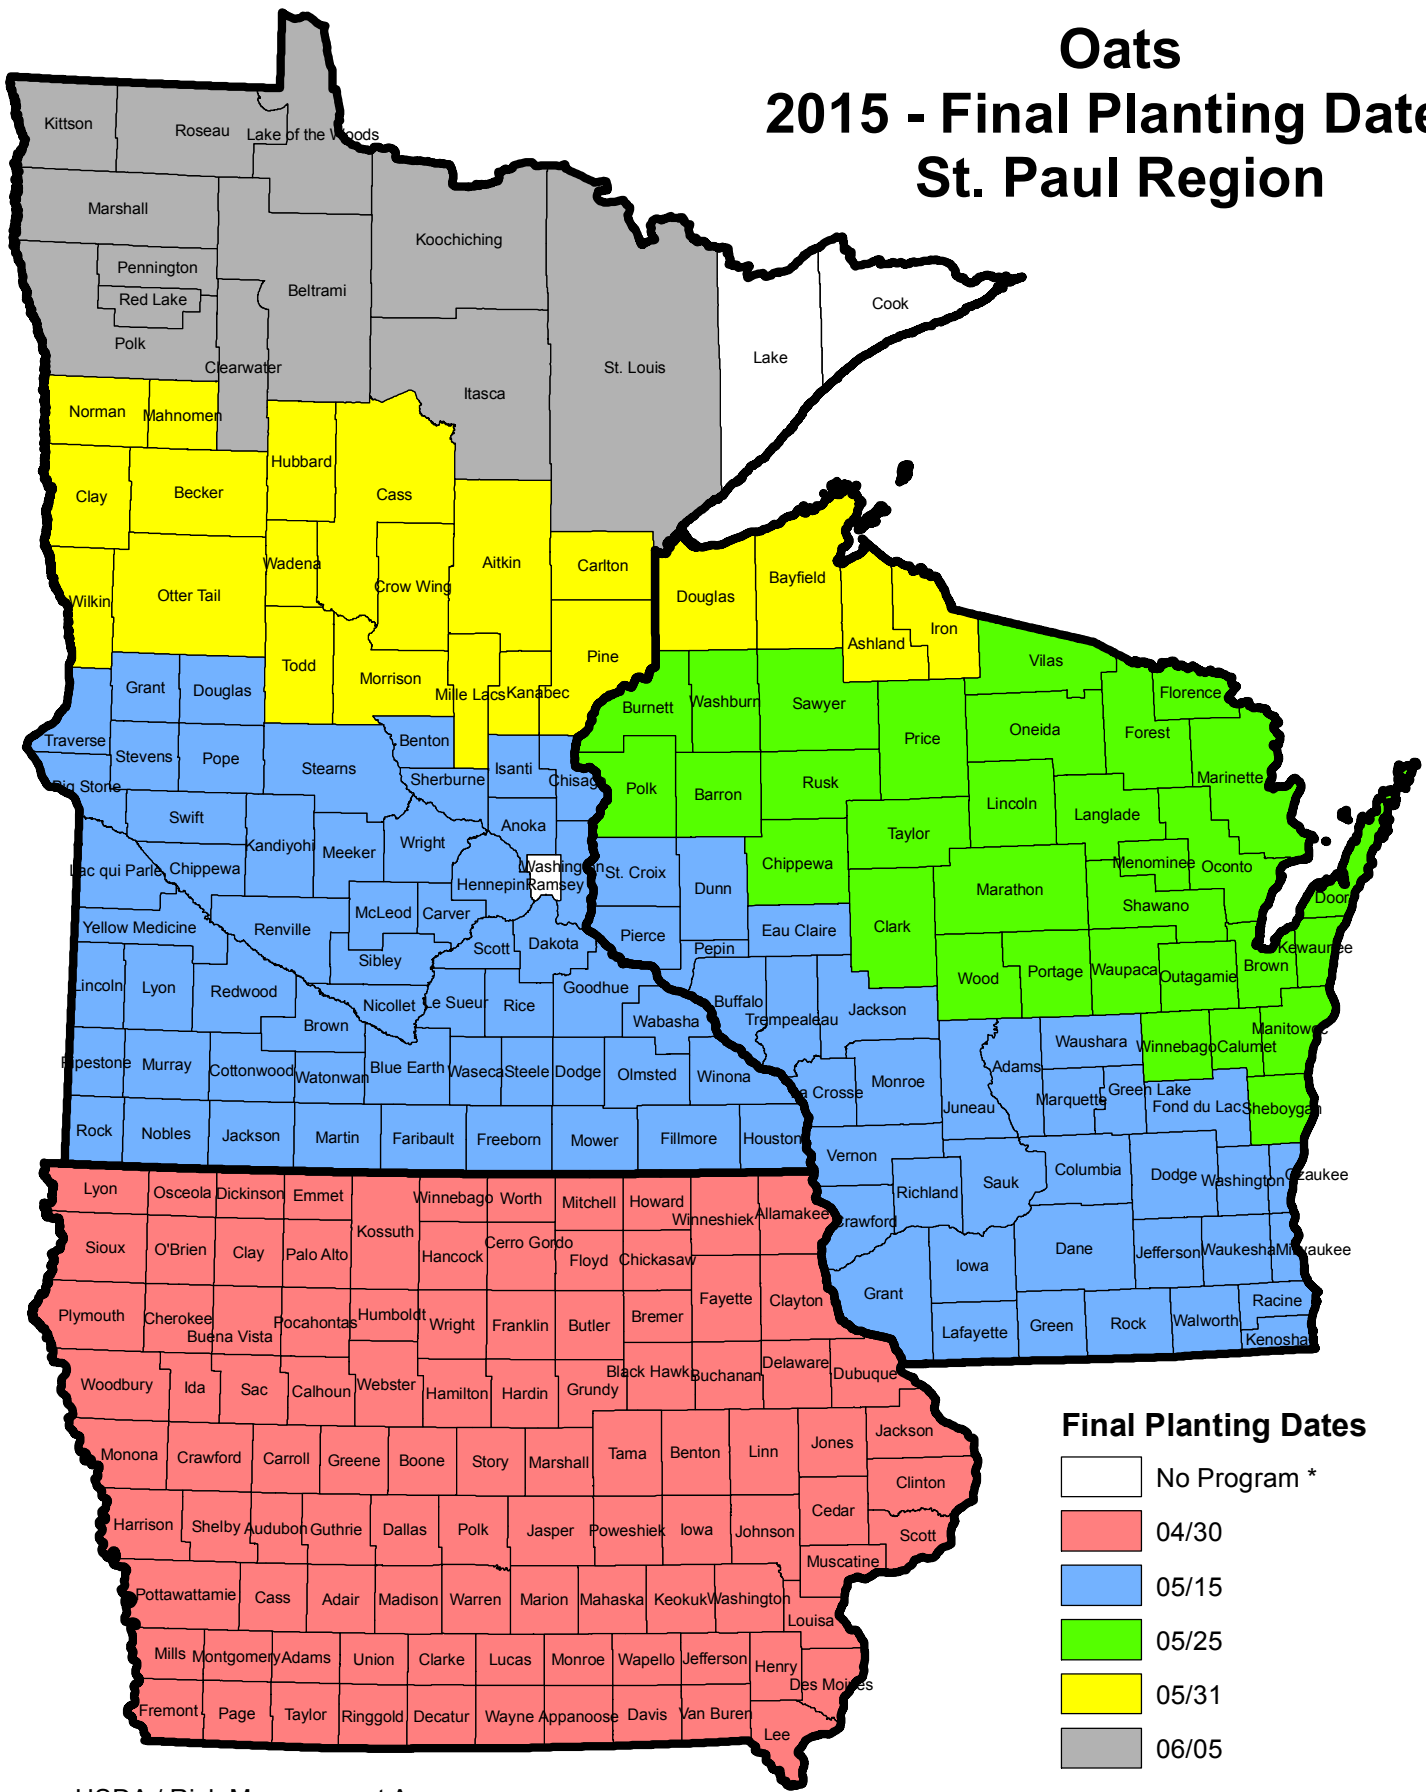 Oats
2015 - Final Planting Date
St. Paul Region
Kittson
Roseau
Lake of the Woods
Marshall
Koochiching
Pennington
Beltrami
Red Lake
Cook
Polk
Clearwater
Lake
St. Louis
Itasca
Norman
Mahnomen
Hubbard
Clay
Becker
Cass
Wadena
Aitkin
Carlton
Crow Wing
Bayfield
Wilkin
Otter Tail
Douglas
Iron
Ashland
Todd
Pine
Vilas
Morrison
Grant
Douglas
Mille Lacs
Kanabec
Florence
Burnett
Washburn
Sawyer
Oneida
Forest
Traverse
Benton
Price
Stevens
Pope
Stearns
Isanti
Marinette
Big Stone
Sherburne
Chisago
Polk
Barron
Rusk
Lincoln
Langlade
Swift
Anoka
Taylor
Kandiyohi
Meeker
Wright
Lac qui Parle
Chippewa
Washington
St. Croix
Chippewa
Menominee
Oconto
Hennepin
Ramsey
Dunn
Marathon
Door
McLeod
Carver
Shawano
Yellow Medicine
Renville
Clark
Pierce
Eau Claire
Scott
Dakota
Pepin
Kewaunee
Sibley
Wood
Portage
Waupaca
Outagamie
Brown
Lincoln
Lyon
Redwood
Nicollet
Le Sueur
Rice
Goodhue
Buffalo
Trempealeau
Jackson
Brown
Wabasha
Manitowoc
Waushara
Winnebago
Calumet
Pipestone
Murray
Cottonwood
Watonwan
Blue Earth
Waseca
Steele
Dodge
Olmsted
Winona
Adams
Monroe
La Crosse
Green Lake
Marquette
Juneau
Fond du Lac
Sheboygan
Rock
Nobles
Jackson
Martin
Faribault
Freeborn
Mower
Fillmore
Houston
Vernon
Columbia
Dodge
Washington
Ozaukee
Sauk
Richland
Lyon
Osceola
Dickinson
Emmet
Winnebago
Worth
Mitchell
Howard
Winneshiek
Allamakee
Crawford
Kossuth
Sioux
O'Brien
Clay
Palo Alto
Hancock
Cerro Gordo
Floyd
Chickasaw
Dane
Jefferson
Waukesha
Milwaukee
Iowa
Grant
Fayette
Clayton
Racine
Plymouth
Cherokee
Buena Vista
Pocahontas
Humboldt
Wright
Franklin
Butler
Bremer
Lafayette
Green
Rock
Walworth
Kenosha
Woodbury
Ida
Sac
Calhoun
Webster
Hamilton
Hardin
Grundy
Black Hawk
Buchanan
Delaware
Dubuque
Monona
Crawford
Carroll
Greene
Boone
Story
Marshall
Tama
Benton
Linn
Jones
Jackson
Clinton
Harrison
Shelby
Audubon
Guthrie
Dallas
Polk
Jasper
Poweshiek
Iowa
Johnson
Cedar
Scott
Muscatine
Pottawattamie
Cass
Adair
Madison
Warren
Marion
Mahaska
Keokuk
Washington
Louisa
Mills
Montgomery
Adams
Union
Clarke
Lucas
Monroe
Wapello
Jefferson
Henry
Des Moines
Fremont
Page
Taylor
Ringgold
Decatur
Wayne
Appanoose
Davis
Van Buren
Lee
Final Planting Dates
No Program *
04/30
05/15
05/25
05/31
06/05